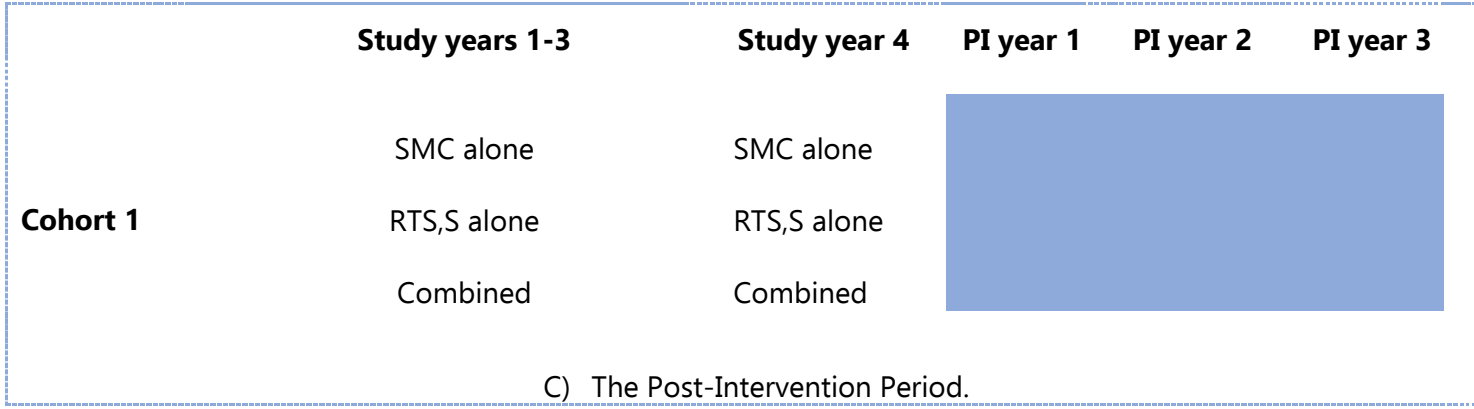 Study years 1-3 Study year 4 PI year 1 PI year 2 PI year 3
SMC alone SMC alone
Cohort 1 RTS,S alone RTS,S alone
Combined Combined
C) The Post-Intervention Period.